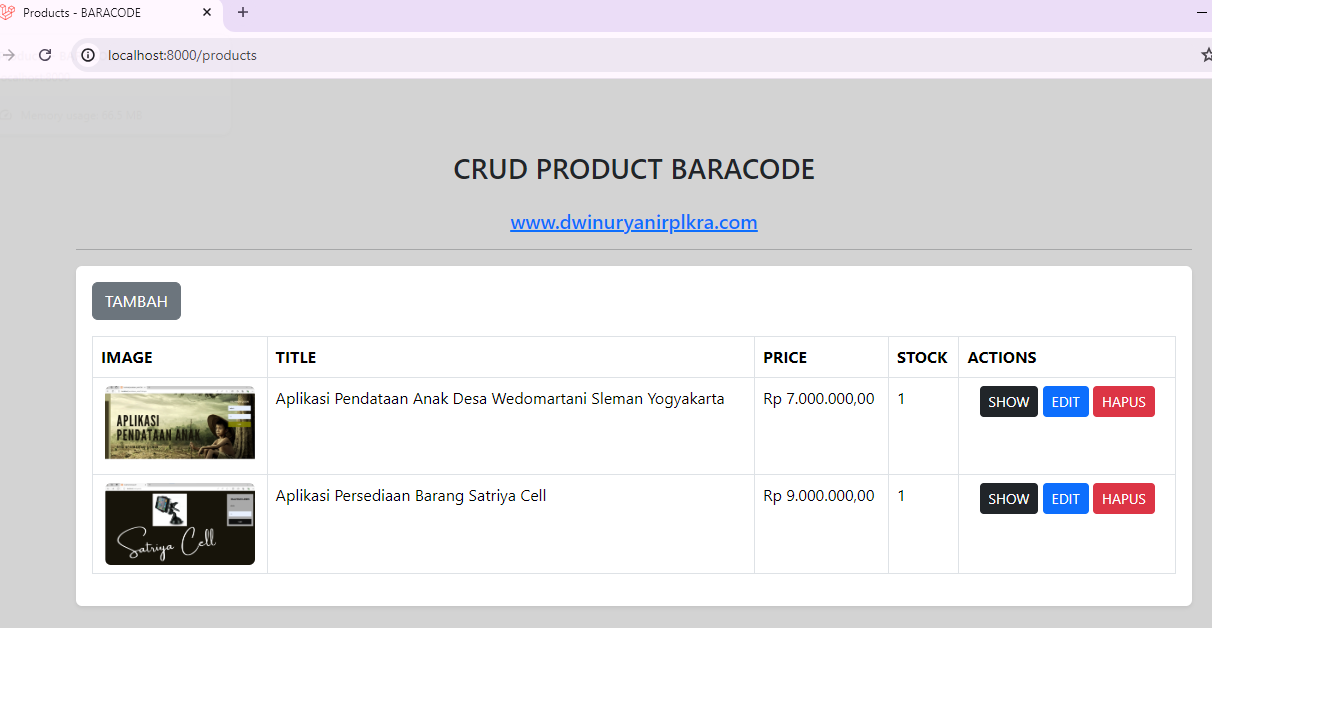 Products - BARACODE
localhost:8000/products
CRUD PRODUCT BARACODE
www.dwinuryanirplkra.com
TAMBAH
IMAGE TITLE PRICE STOCK ACTIONS
APLIKASI
PENDATAAN ANAK
Aplikasi Pendataan Anak Desa Wedomartani Sleman Yogyakarta Rp 7.000.000,00 1 SHOW EDIT HAPUS
Satriya Cell
Aplikasi Persediaan Barang Satriya Cell Rp 9.000.000,00 1 SHOW EDIT HAPUS